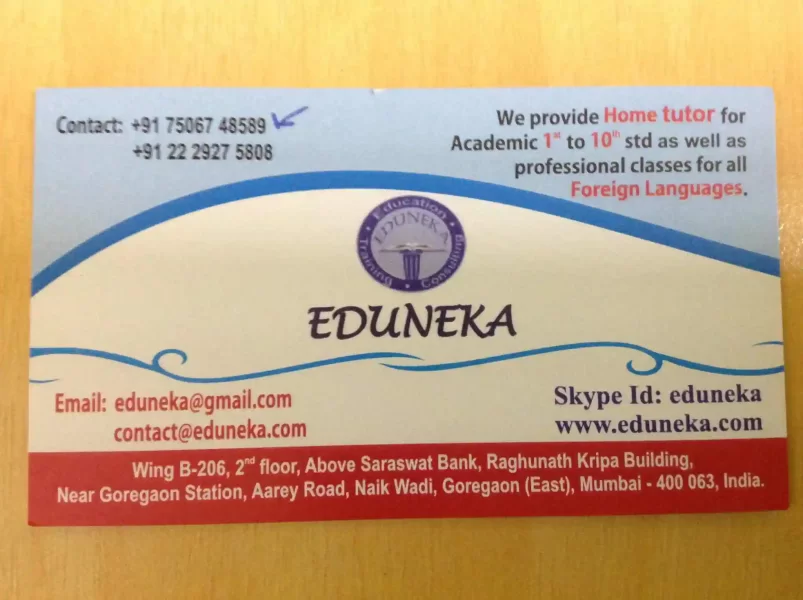 Contact: +91 75067 48589
+91 22 2927 5808
We provide Home tutor for
Academic 1st to 10th std as well as
professional classes for all
Foreign Languages.
Education
EDUNEKA
Training
Consulting
EDUNEKA
Email: eduneka@gmail.com
contact@eduneka.com
Skype Id: eduneka
www.eduneka.com
Wing B-206, 2nd floor, Above Saraswat Bank, Raghunath Kripa Building,
Near Goregaon Station, Aarey Road, Naik Wadi, Goregaon (East), Mumbai - 400 063, India.